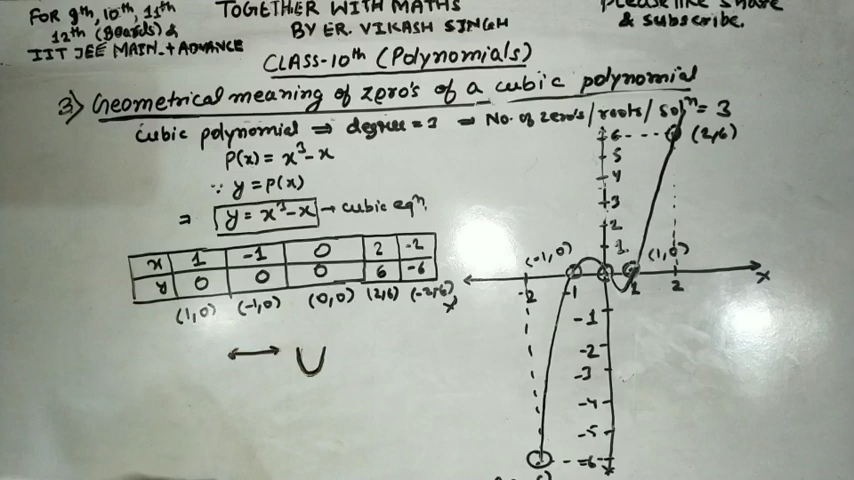 FOR 9th, 10th, 11th
12th (Boards) &
IIT JEE MAIN + ADVANCE
TOGETHER WITH MATHS
BY ER. VIKASH SINGH
please like share
& subscribe.
CLASS-10th (Polynomials)
3) Geometrical meaning of zero's of a cubic polynomial
Cubic polynomial ⇒ degree = 3 ⇒ No. of zero's/roots/solⁿ = 3
P(x) = x³-x
∵ y = P(x)
⇒ y = x³-x → cubic eqⁿ.
x 1 -1 0 2 -2
y 0 0 0 6 -6
(1,0) (-1,0) (0,0) (2,6) (-2,-6)
x'
6 (2,6)
5
4
3
2
1
(-1,0) (1,0)
-2 -1 1 2 x
-1
-2
-3
-4
-5
-6